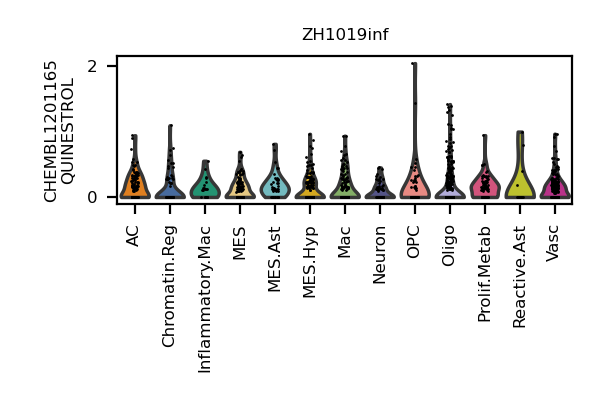 ZH1019inf
CHEMBL1201165
QUINESTROL
2
0
AC
Chromatin.Reg
Inflammatory.Mac
MES
MES.Ast
MES.Hyp
Mac
Neuron
OPC
Oligo
Prolif.Metab
Reactive.Ast
Vasc